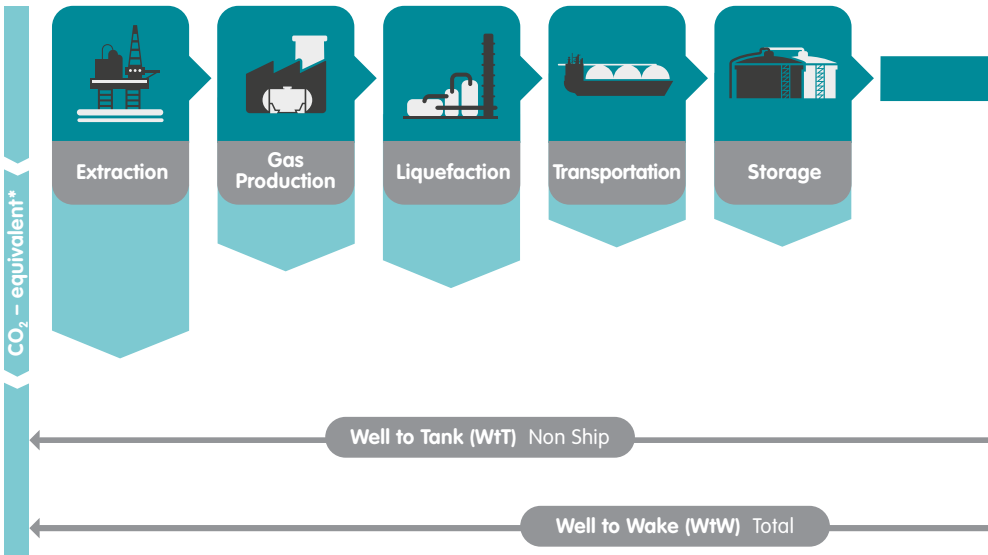 Extraction
Gas
Production
Liquefaction
Transportation
Storage
CO₂ – equivalent*
Well to Tank (WtT) Non Ship
Well to Wake (WtW) Total